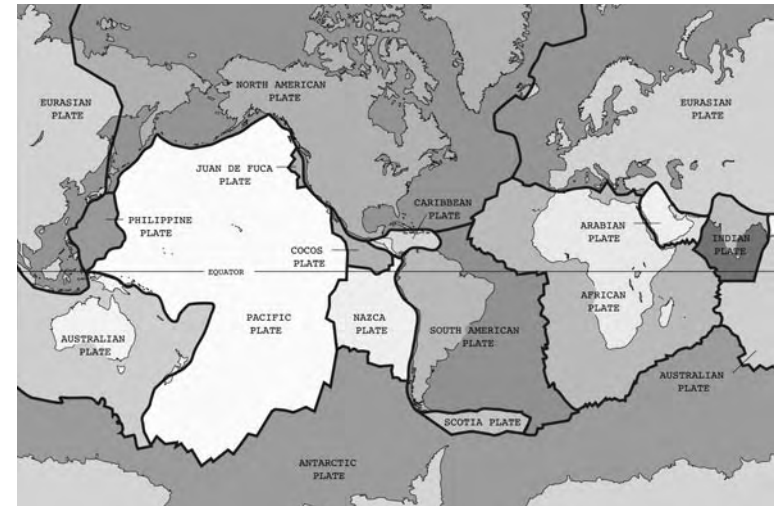 NORTH AMERICAN
PLATE
EURASIAN
PLATE
EURASIAN
PLATE
JUAN DE FUCA
PLATE
CARIBBEAN
PLATE
PHILIPPINE
PLATE
ARABIAN
PLATE
INDIAN
PLATE
COCOS
PLATE
EQUATOR
AFRICAN
PLATE
PACIFIC
PLATE
NAZCA
PLATE
SOUTH AMERICAN
PLATE
AUSTRALIAN
PLATE
AUSTRALIAN
PLATE
SCOTIA PLATE
ANTARCTIC
PLATE